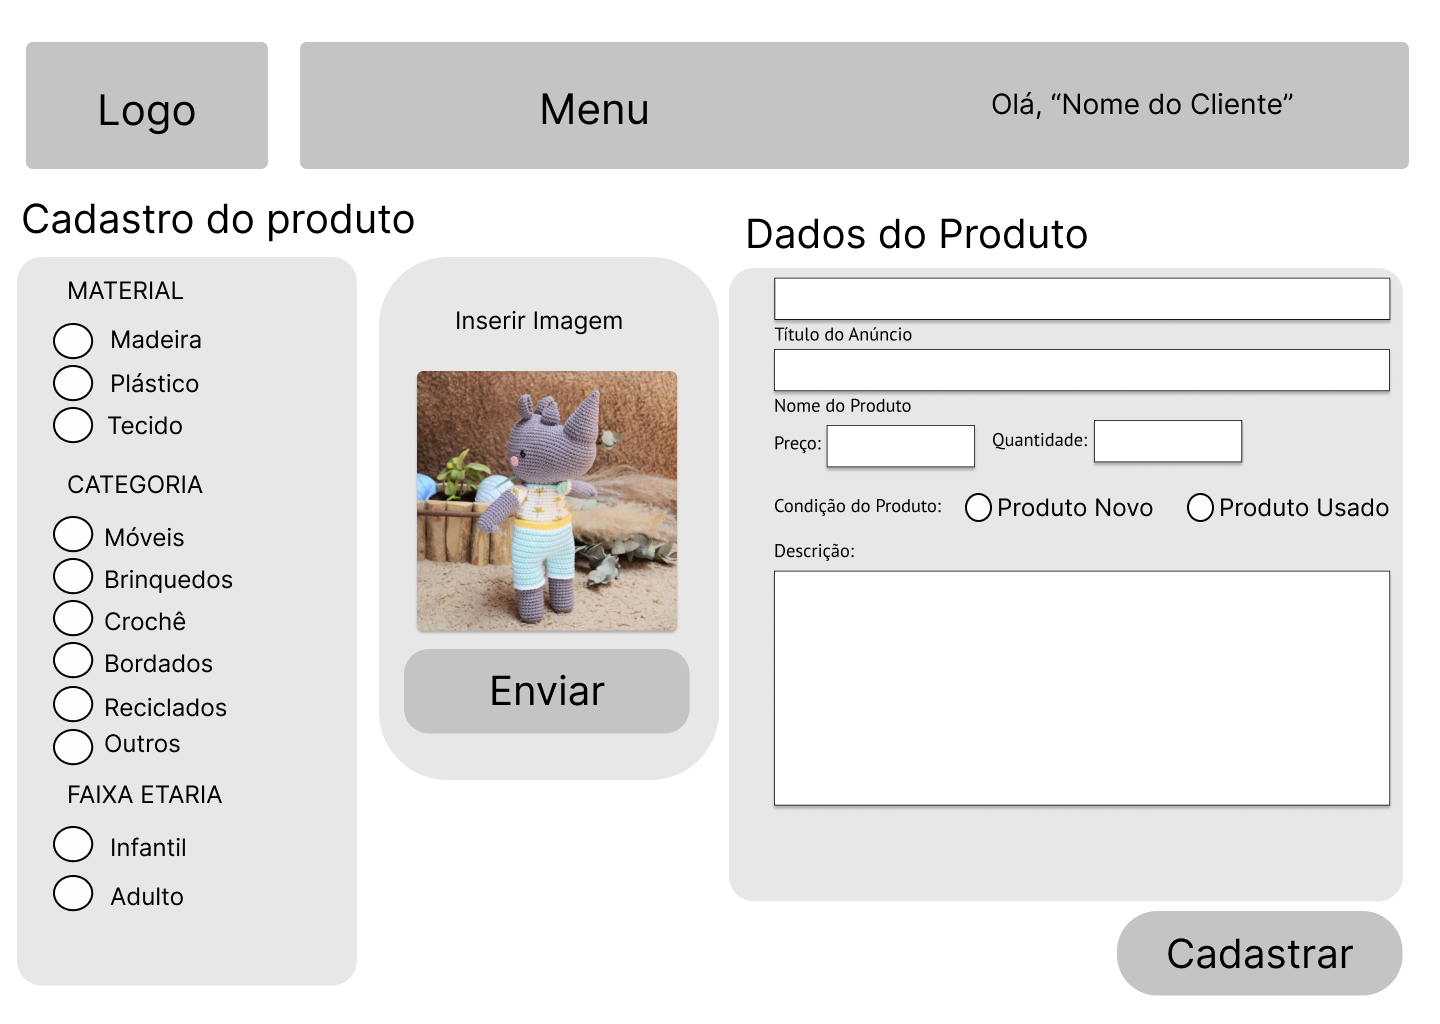 Logo
Menu
Olá, “Nome do Cliente”
Cadastro do produto
MATERIAL
Madeira
Plástico
Tecido
CATEGORIA
Móveis
Brinquedos
Crochê
Bordados
Reciclados
Outros
FAIXA ETARIA
Infantil
Adulto
Inserir Imagem
Enviar
Dados do Produto
Título do Anúncio
Nome do Produto
Preço:
Quantidade:
Condição do Produto:
Produto Novo
Produto Usado
Descrição:
Cadastrar